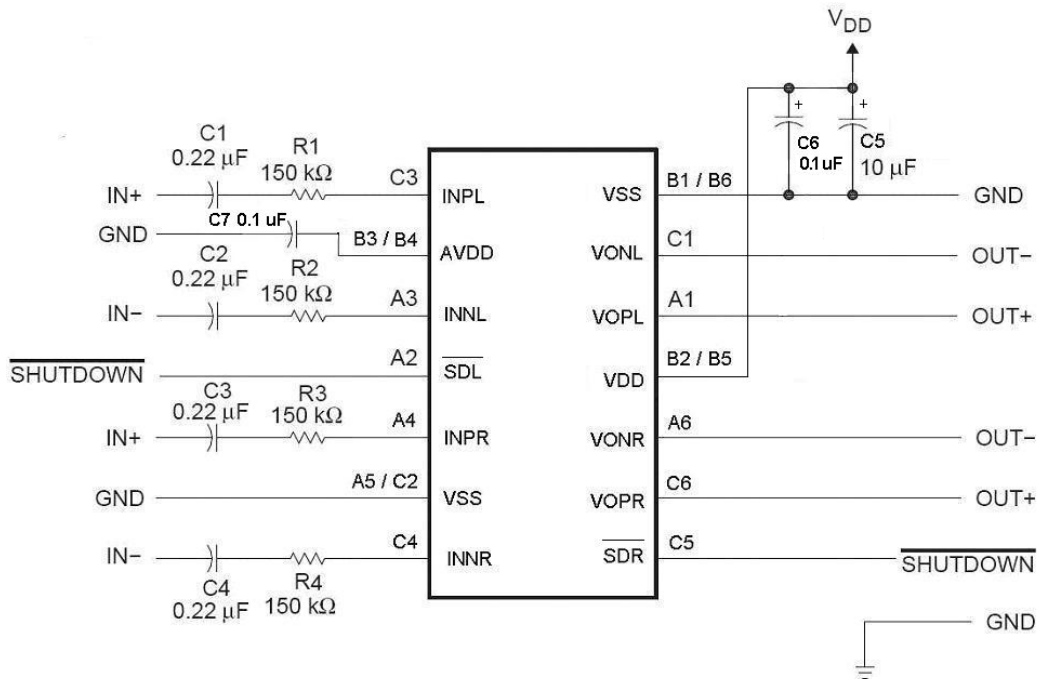 VDD
C1
0.22 μF
R1
150 kΩ
C6
0.1 uF
C5
10 μF
IN+
C3
INPL
VSS
B1 / B6
GND
C7 0.1 uF
GND
B3 / B4
AVDD
VONL
C1
OUT−
C2
0.22 μF
R2
150 kΩ
IN−
A3
INNL
VOPL
A1
OUT+
SHUTDOWN
A2
SDL
VDD
B2 / B5
C3
0.22 μF
R3
150 kΩ
IN+
A4
INPR
VONR
A6
OUT−
GND
A5 / C2
VSS
VOPR
C6
OUT+
IN−
C4
INNR
SDR
C5
SHUTDOWN
C4
0.22 μF
R4
150 kΩ
GND